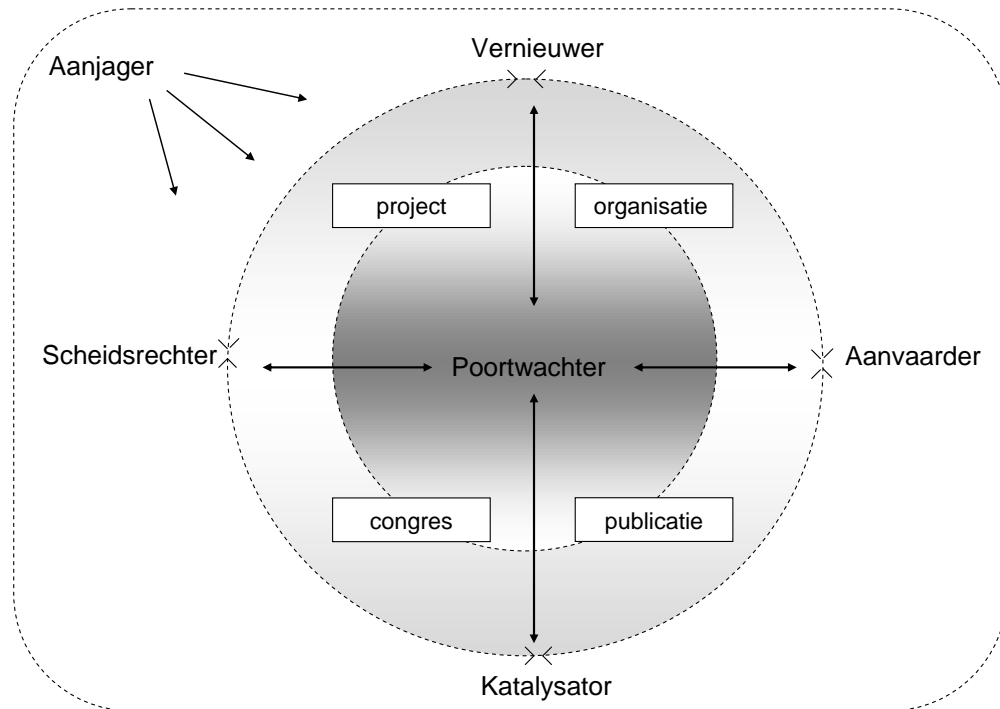 Vernieuwer
Aanjager
project
organisatie
Scheidsrechter
Poortwachter
Aanvaarder
congres
publicatie
Katalysator